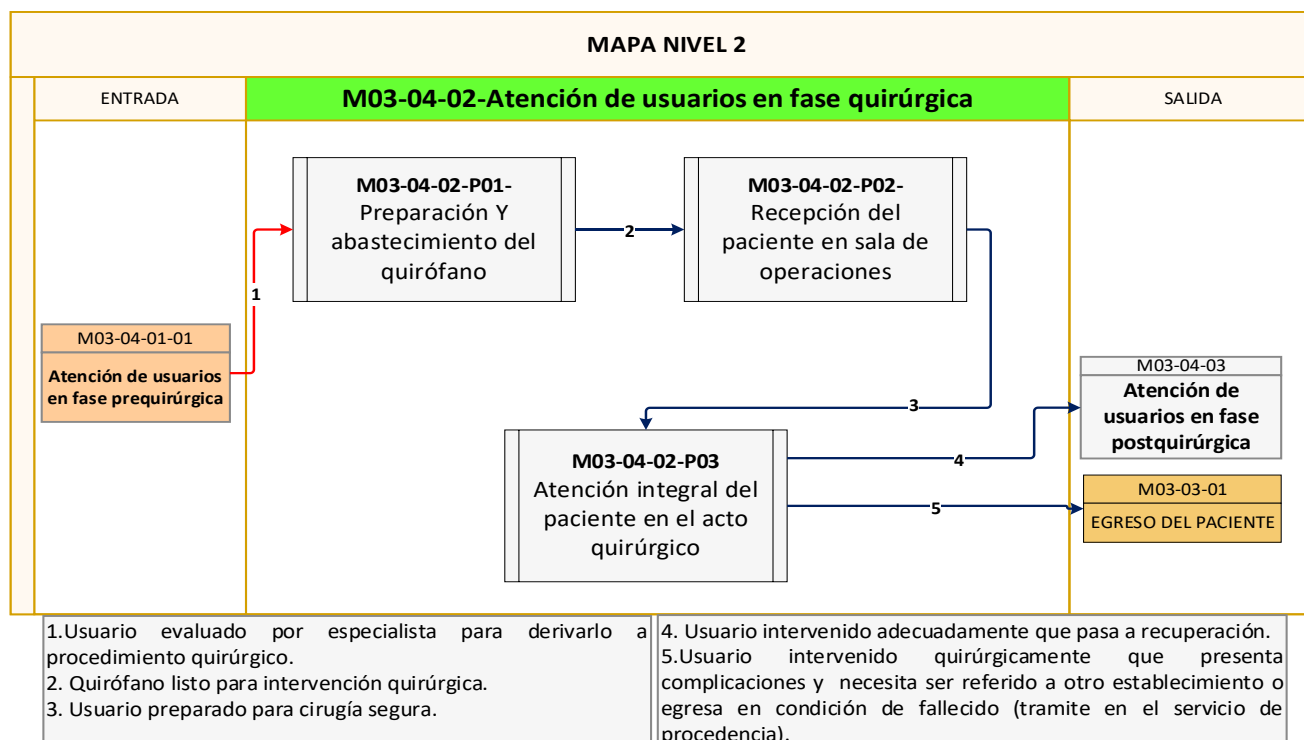 MAPA NIVEL 2
ENTRADA
M03-04-02-Atención de usuarios en fase quirúrgica
SALIDA
M03-04-02-P01-
Preparación Y
abastecimiento del
quirófano
2
M03-04-02-P02-
Recepción del
paciente en sala de
operaciones
1
M03-04-01-01
Atención de usuarios
en fase prequirúrgica
3
M03-04-02-P03
Atención integral del
paciente en el acto
quirúrgico
4
5
M03-04-03
Atención de
usuarios en fase
postquirúrgica
M03-03-01
EGRESO DEL PACIENTE
1.Usuario evaluado por especialista para derivarlo a
procedimiento quirúrgico.
2. Quirófano listo para intervención quirúrgica.
3. Usuario preparado para cirugía segura.
4. Usuario intervenido adecuadamente que pasa a recuperación.
5.Usuario intervenido quirúrgicamente que presenta
complicaciones y necesita ser referido a otro establecimiento o
egresa en condición de fallecido (tramite en el servicio de
procedencia).